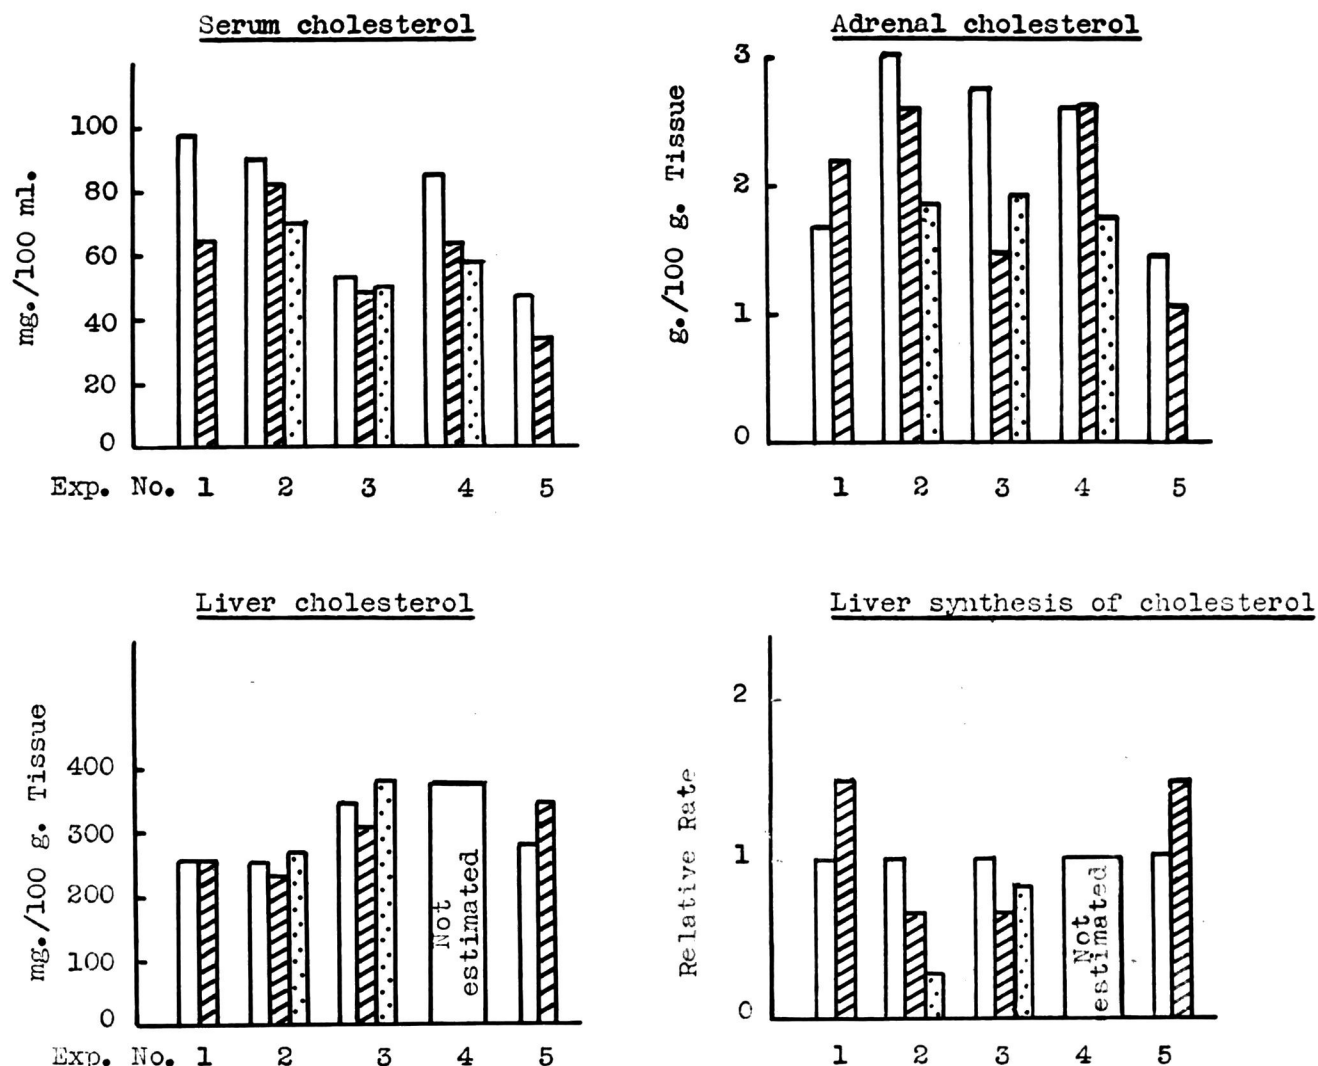 Serum cholesterol
mg./100 ml.
100
80
60
40
20
0
Exp. No. 1 2 3 4 5
Adrenal cholesterol
g./100 g. Tissue
3
2
1
0
1 2 3 4 5
Liver cholesterol
mg./100 g. Tissue
400
300
200
100
0
Not
estimated
Exp. No. 1 2 3 4 5
Liver synthesis of cholesterol
Relative Rate
2
1
0
Not
estimated
1 2 3 4 5